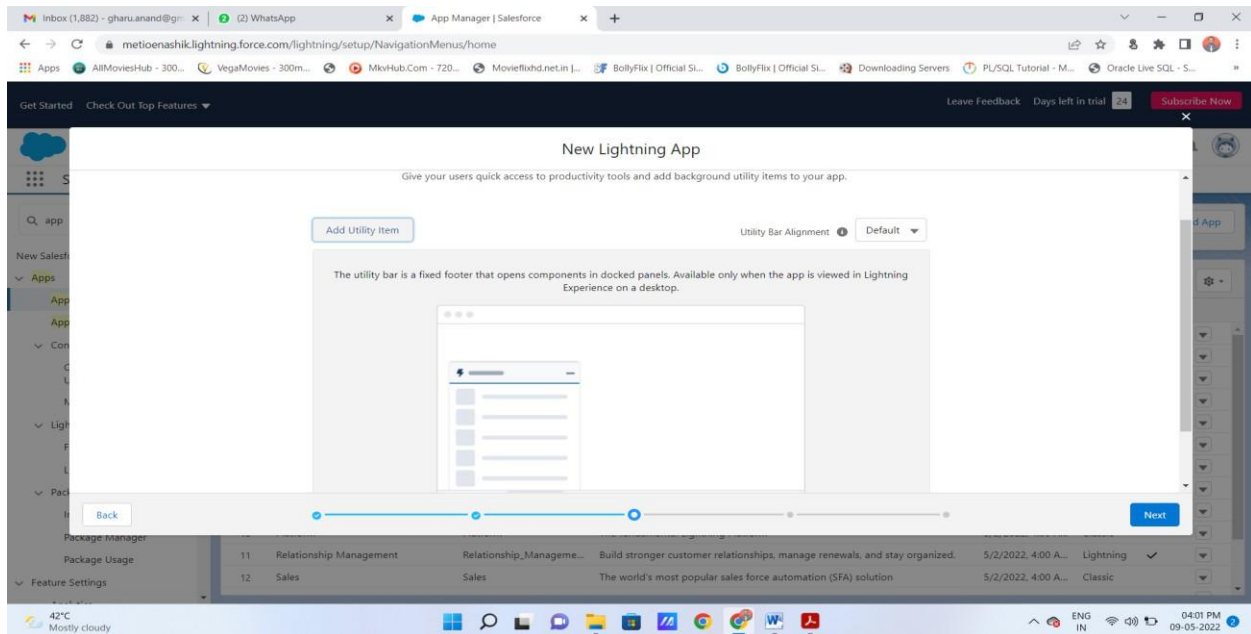 Inbox (1,882) - gharu.anand@gm
(2) WhatsApp
App Manager | Salesforce
metioenashik.lightning.force.com/lightning/setup/NavigationMenus/home
Apps AllMoviesHub - 300... VegaMovies - 300m... MkvHub.Com - 720... Movieflixhd.net.in |... BollyFlix | Official Si... BollyFlix | Official Si... Downloading Servers PL/SQL Tutorial - M... Oracle Live SQL - S... »
Get Started Check Out Top Features Leave Feedback Days left in trial 24 Subscribe Now
New Lightning App
S
Give your users quick access to productivity tools and add background utility items to your app.
app
Add Utility Item Utility Bar Alignment Default
d App
New Salesf
The utility bar is a fixed footer that opens components in docked panels. Available only when the app is viewed in Lightning
Experience on a desktop.
Apps
App
App
Con
Ligh
Pack
Back Next
Package Manager
11 Relationship Management Relationship_Manageme... Build stronger customer relationships, manage renewals, and stay organized. 5/2/2022, 4:00 A... Lightning
Package Usage
12 Sales Sales The world's most popular sales force automation (SFA) solution 5/2/2022, 4:00 A... Classic
Feature Settings
42°C
Mostly cloudy
ENG
IN
04:01 PM
09-05-2022
2